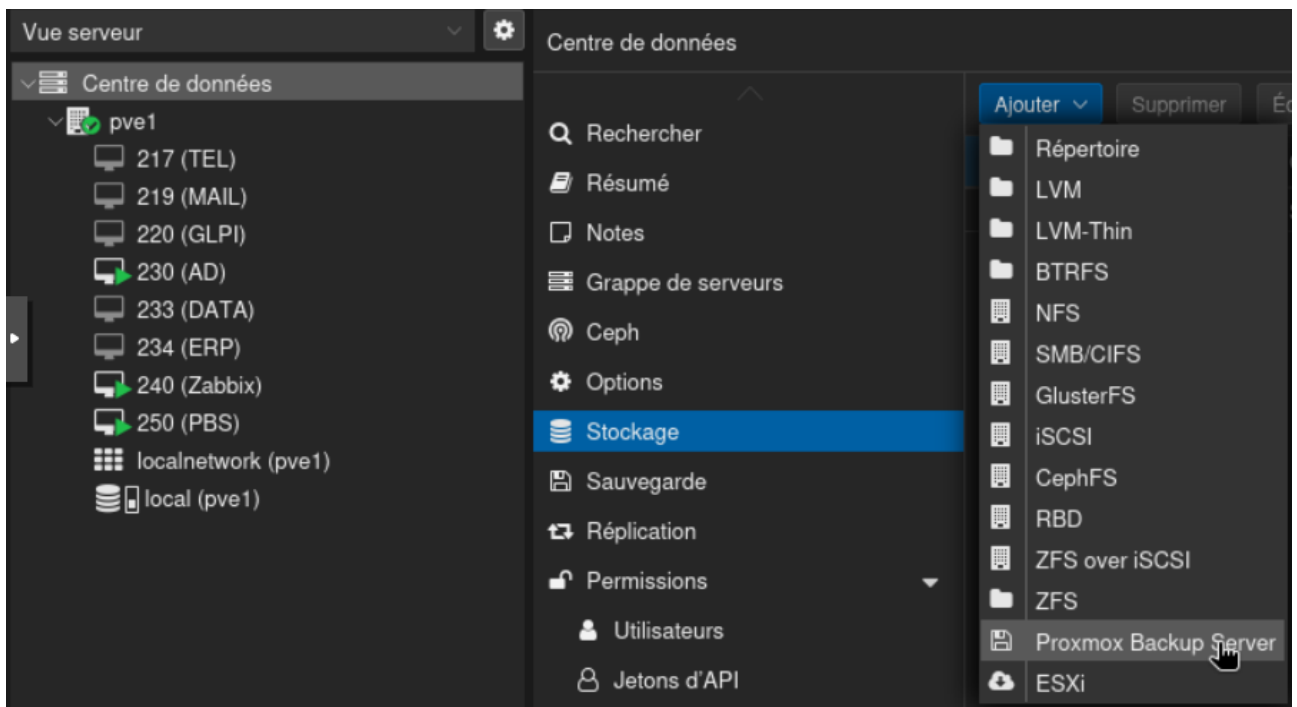 Vue serveur
Centre de données
pve1
217 (TEL)
219 (MAIL)
220 (GLPI)
230 (AD)
233 (DATA)
234 (ERP)
240 (Zabbix)
250 (PBS)
localnetwork (pve1)
local (pve1)
Centre de données
Rechercher
Résumé
Notes
Grappe de serveurs
Ceph
Options
Stockage
Sauvegarde
Réplication
Permissions
Utilisateurs
Jetons d'API
Ajouter
Supprimer
Répertoire
LVM
LVM-Thin
BTRFS
NFS
SMB/CIFS
GlusterFS
iSCSI
CephFS
RBD
ZFS over iSCSI
ZFS
Proxmox Backup Server
ESXi